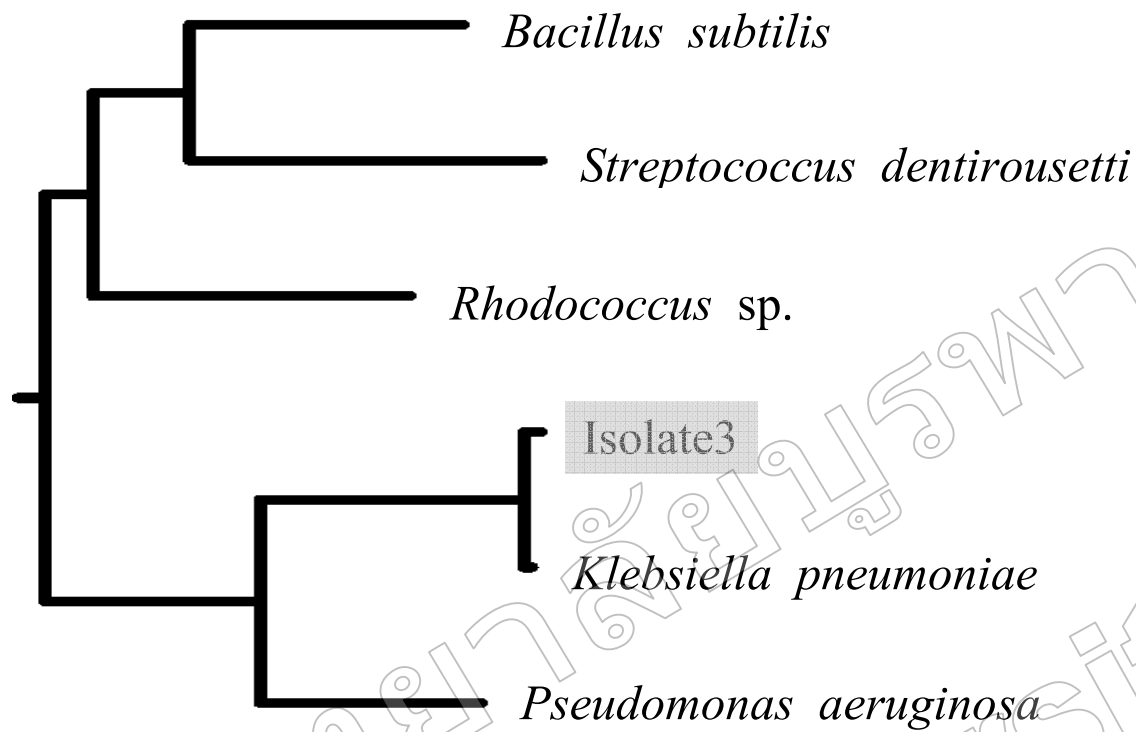 Bacillus subtilis
Streptococcus dentirousetti
Rhodococcus sp.
Isolate3
Klebsiella pneumoniae
Pseudomonas aeruginosa